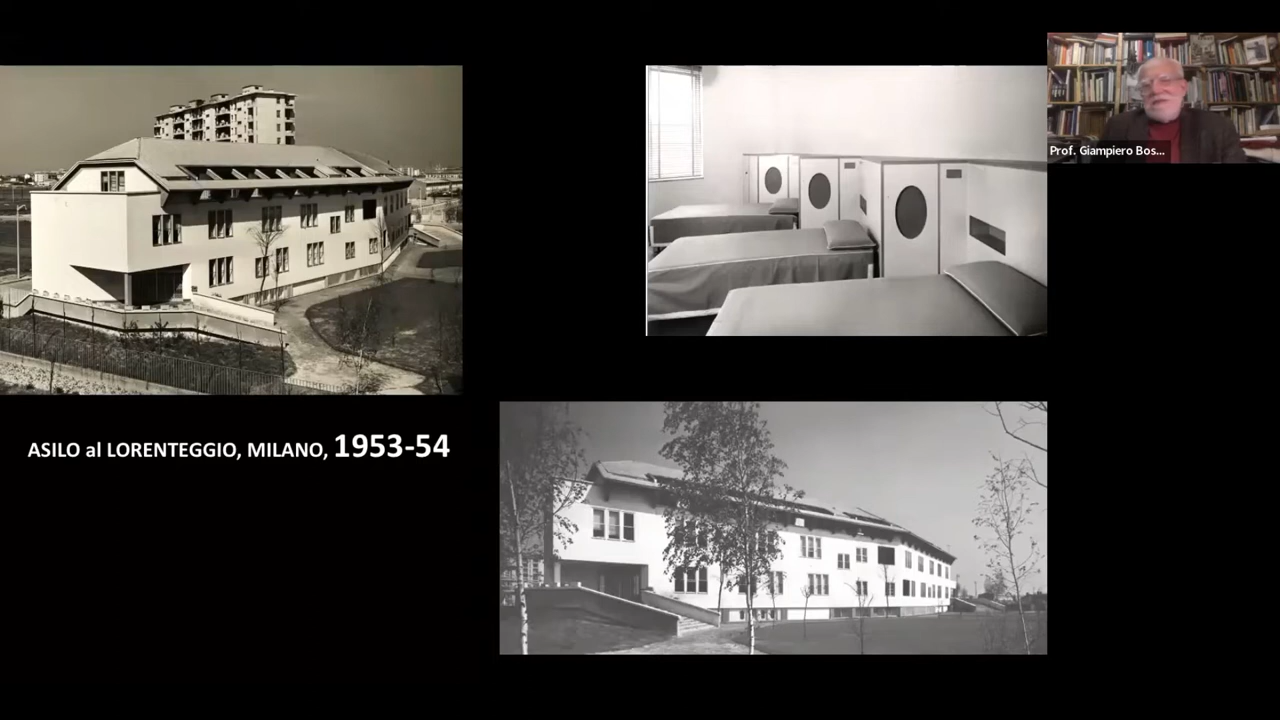 Prof. Giampiero Bos...
ASILO al LORENTEGGIO, MILANO, 1953-54